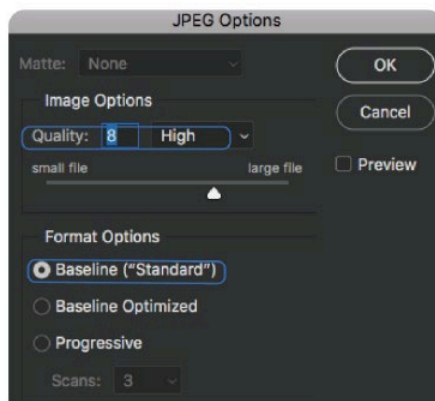 JPEG Options
Matte: None
OK
Image Options
Cancel
Quality: 8 High
small file large file
Preview
Format Options
Baseline ("Standard")
Baseline Optimized
Progressive
Scans: 3